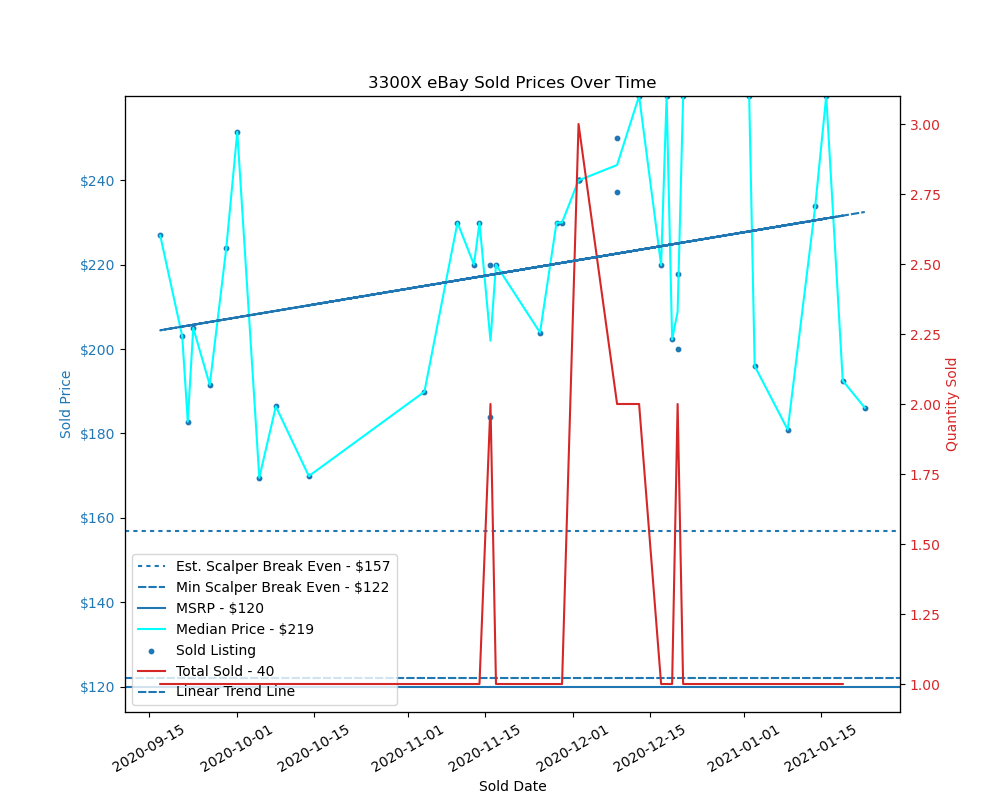 3300X eBay Sold Prices Over Time
$240
$220
$200
$180
$160
$140
$120
Sold Price
3.00
2.75
2.50
2.25
2.00
1.75
1.50
1.25
1.00
Quantity Sold
Est. Scalper Break Even - $157
Min Scalper Break Even - $122
MSRP - $120
Median Price - $219
Sold Listing
Total Sold - 40
Linear Trend Line
2020-09-15
2020-10-01
2020-10-15
2020-11-01
2020-11-15
2020-12-01
2020-12-15
2021-01-01
2021-01-15
Sold Date